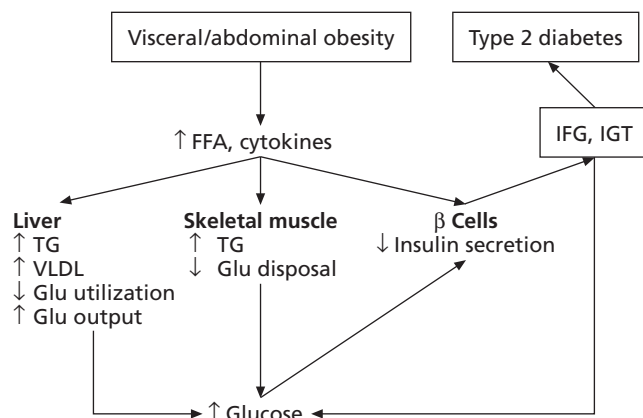 Visceral/abdominal obesity
Type 2 diabetes
IFG, IGT
↑ FFA, cytokines
Liver
↑ TG
↑ VLDL
↓ Glu utilization
↑ Glu output
Skeletal muscle
↑ TG
↓ Glu disposal
β Cells
↓ Insulin secretion
↑ Glucose